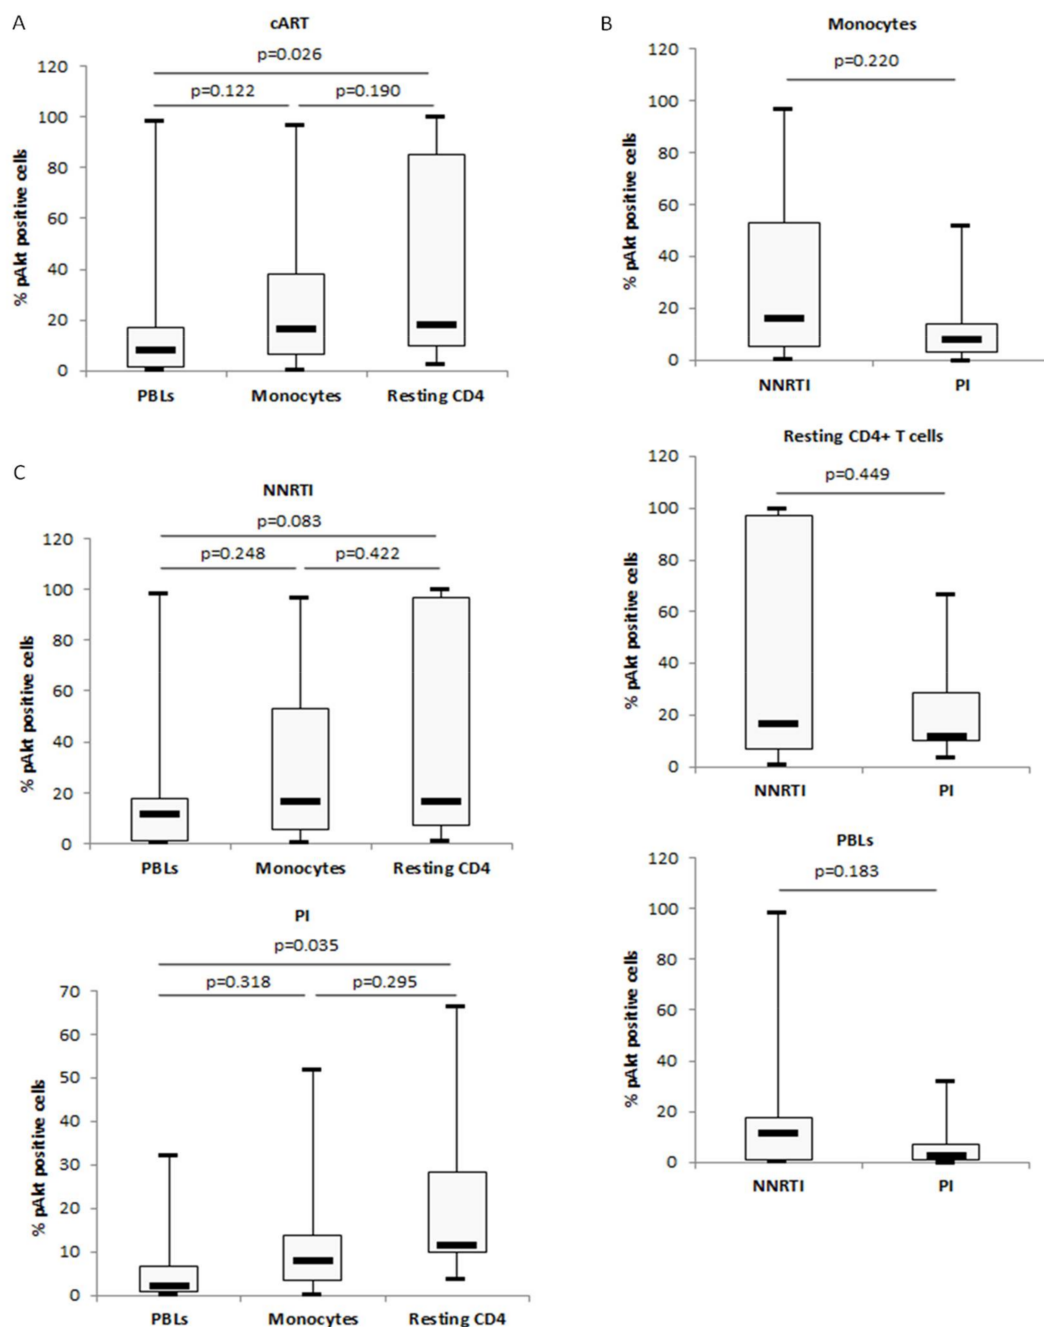 A
cART
p=0.026
p=0.122
p=0.190
% pAkt positive cells
120
100
80
60
40
20
0
PBLs
Monocytes
Resting CD4
B
Monocytes
p=0.220
% pAkt positive cells
120
100
80
60
40
20
0
NNRTI
PI
Resting CD4+ T cells
p=0.449
% pAkt positive cells
120
100
80
60
40
20
0
NNRTI
PI
PBLs
p=0.183
% pAkt positive cells
120
100
80
60
40
20
0
NNRTI
PI
C
NNRTI
p=0.083
p=0.248
p=0.422
% pAkt positive cells
120
100
80
60
40
20
0
PBLs
Monocytes
Resting CD4
PI
p=0.035
p=0.318
p=0.295
% pAkt positive cells
70
60
50
40
30
20
10
0
PBLs
Monocytes
Resting CD4